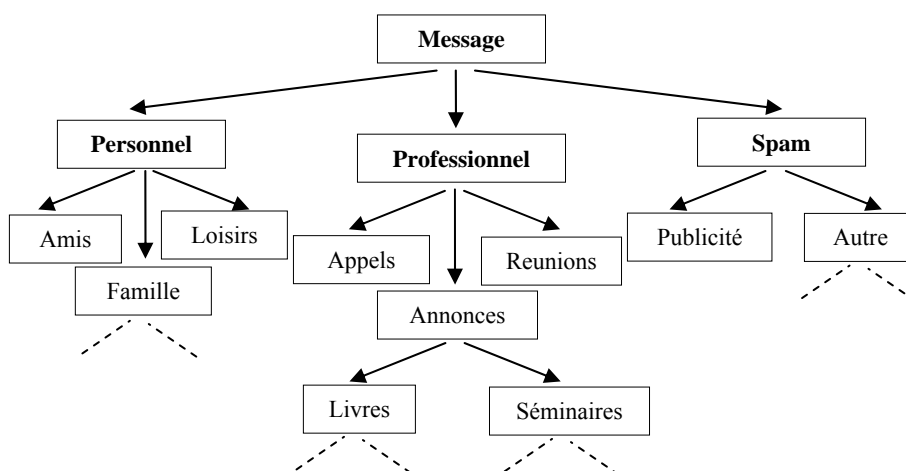 Message
Personnel
Professionnel
Spam
Amis
Loisirs
Famille
Appels
Reunions
Annonces
Publicité
Autre
Livres
Séminaires